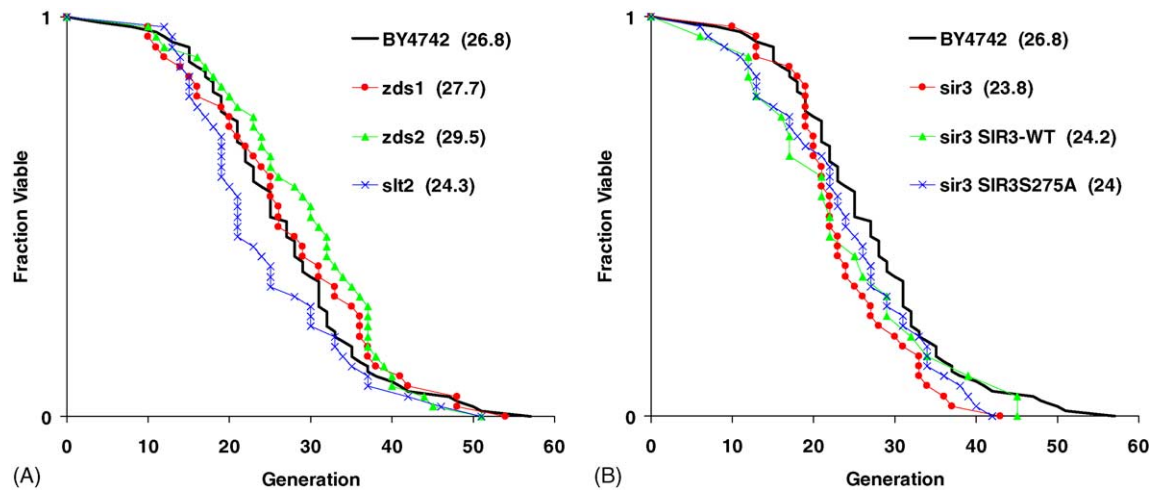 1
BY4742 (26.8)
zds1 (27.7)
zds2 (29.5)
slt2 (24.3)
Fraction Viable
0
0 10 20 30 40 50 60
(A)
Generation
1
BY4742 (26.8)
sir3 (23.8)
sir3 SIR3-WT (24.2)
sir3 SIR3S275A (24)
Fraction Viable
0
0 10 20 30 40 50 60
(B)
Generation